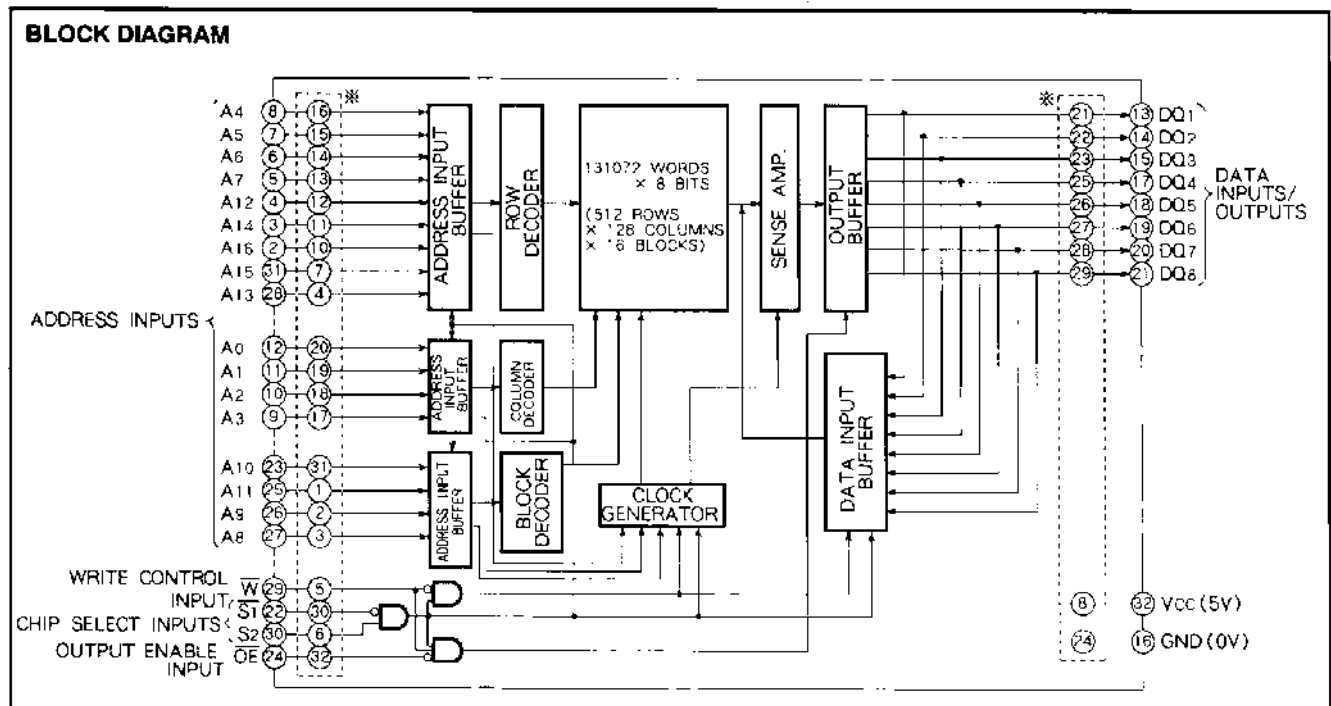 BLOCK DIAGRAM
※
※
A4 8 16
A5 7 15
A6 6 14
A7 5 13
A12 4 12
A14 3 11
A16 2 10
A15 31 7
A13 28 4
ADDRESS INPUTS
A0 12 20
A1 11 19
A2 10 18
A3 9 17
A10 23 31
A11 25 1
A9 26 2
A8 27 3
WRITE CONTROL
INPUT
W̅ 29 5
S̅1̅ 22 30
CHIP SELECT INPUTS
S2 30 6
OUTPUT ENABLE
INPUT
O̅E̅ 24 32
ADDRESS INPUT
BUFFER
ROW
DECODER
131072 WORDS
× 8 BITS
(512 ROWS
× 128 COLUMNS
× 16 BLOCKS)
SENSE AMP.
OUTPUT
BUFFER
ADDRESS
INPUT
BUFFER
COLUMN
DECODER
ADDRESS INPUT
BUFFER
BLOCK
DECODER
CLOCK
GENERATOR
DATA INPUT
BUFFER
21 13 DQ1
22 14 DQ2
23 15 DQ3
25 17 DQ4
26 18 DQ5
27 19 DQ6
28 20 DQ7
29 21 DQ8
DATA
INPUTS/
OUTPUTS
8 32 VCC (5V)
24 16 GND (0V)